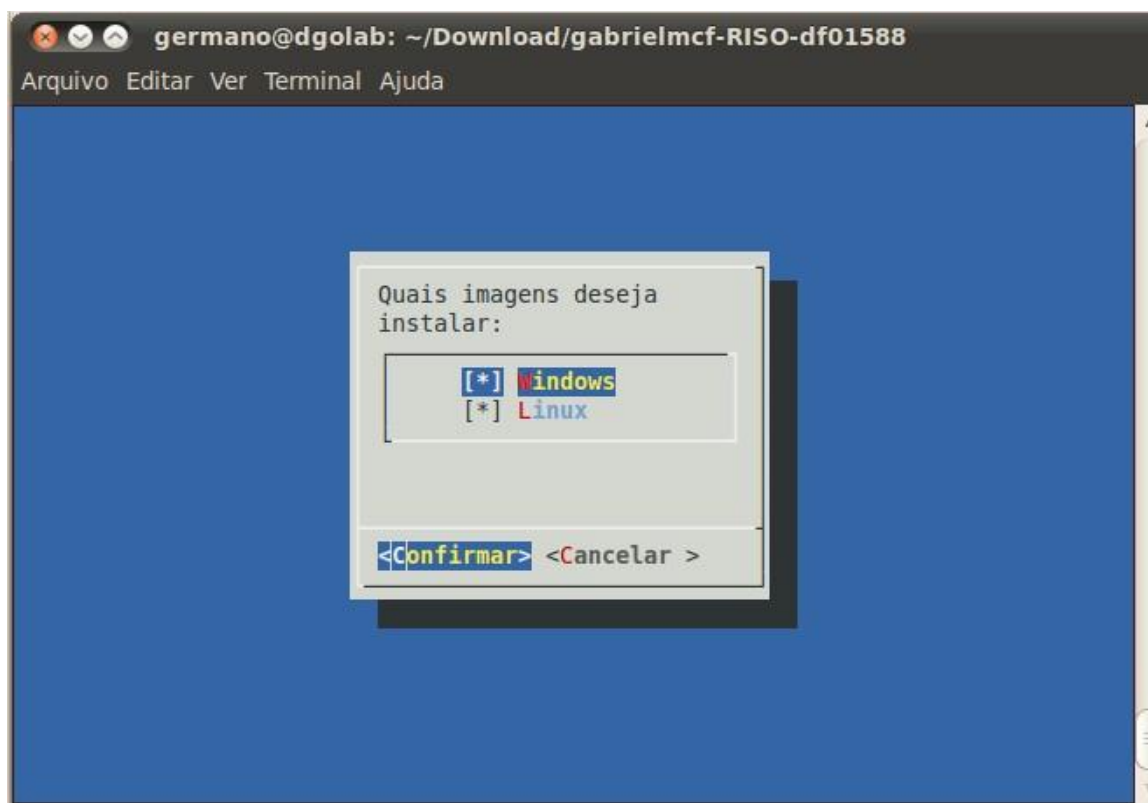 germano@dgolab: ~/Download/gabrielmcf-RISO-df01588
Arquivo Editar Ver Terminal Ajuda
Quais imagens deseja
instalar:
[*] Windows
[*] Linux
<Confirmar> <Cancelar >